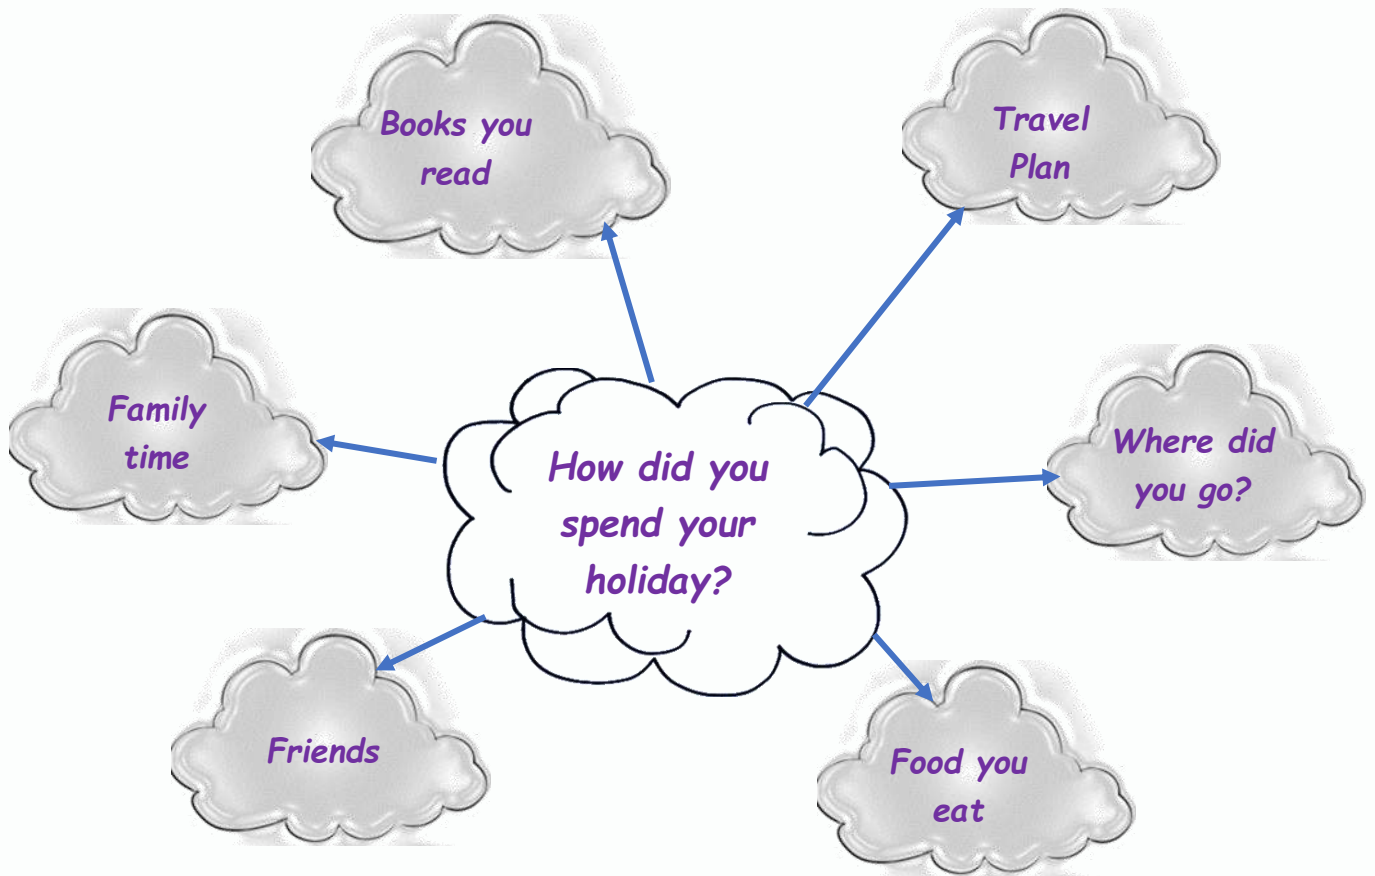 Books you
read
Travel
Plan
Family
time
How did you
spend your
holiday?
Where did
you go?
Friends
Food you
eat